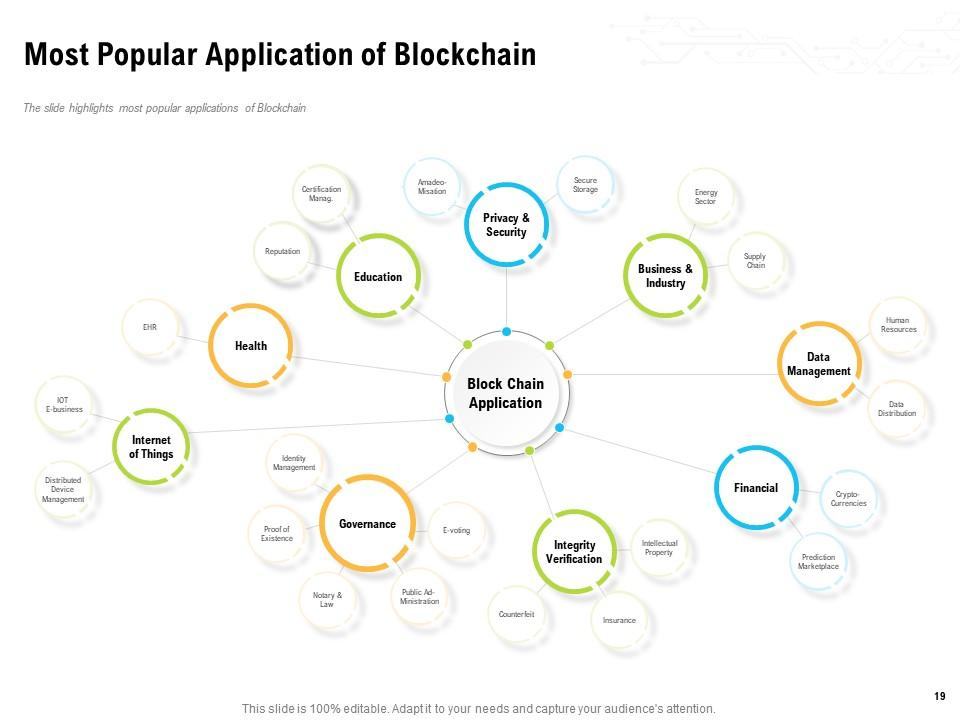 Most Popular Application of Blockchain
The slide highlights most popular applications of Blockchain
Certification
Manag.
Reputation
Education
Amadeo-
Misation
Secure
Storage
Privacy &
Security
Energy
Sector
Supply
Chain
Business &
Industry
EHR
Health
Human
Resources
Data
Distribution
Data
Management
Block Chain
Application
IOT
E-business
Distributed
Device
Management
Internet
of Things
Identity
Management
Proof of
Existence
Governance
E-voting
Notary &
Law
Public Ad-
Ministration
Integrity
Verification
Intellectual
Property
Counterfeit
Insurance
Financial
Crypto-
Currencies
Prediction
Marketplace
19
This slide is 100% editable. Adapt it to your needs and capture your audience's attention.